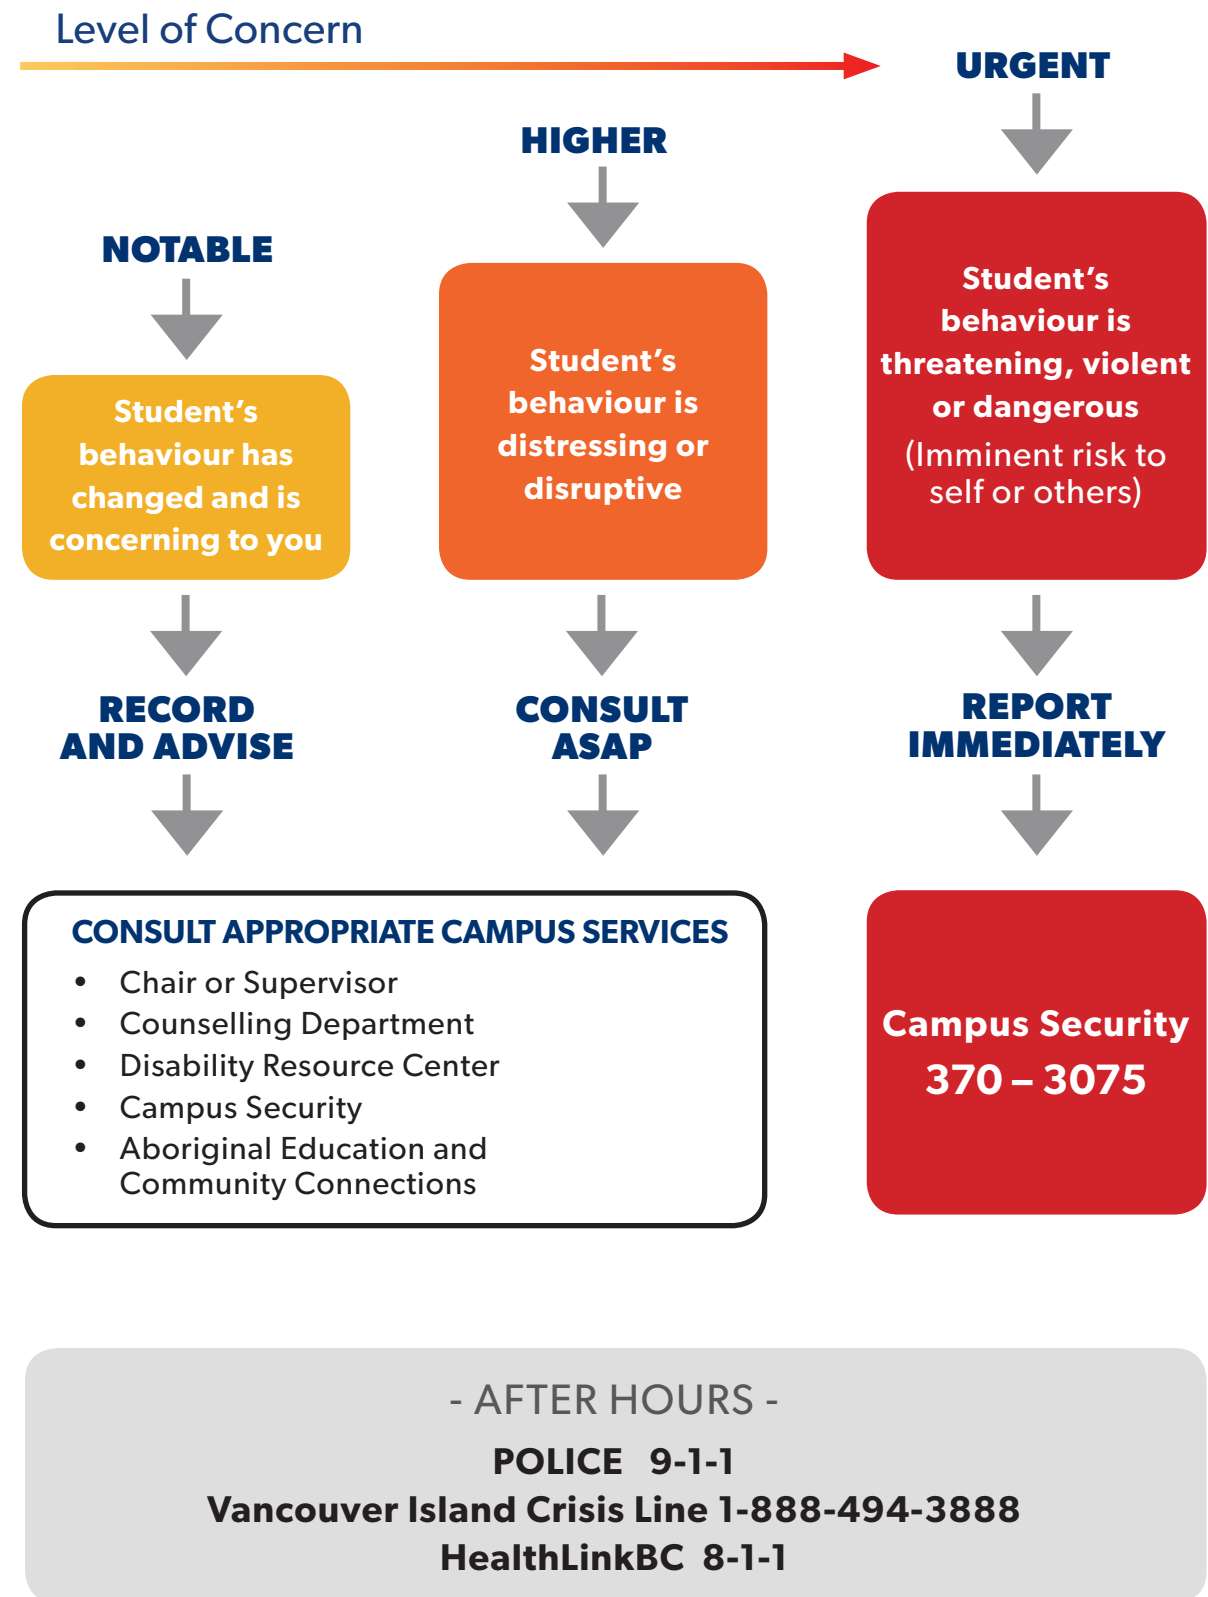 Level of Concern
NOTABLE
Student’s
behaviour has
changed and is
concerning to you
RECORD
AND ADVISE
HIGHER
Student’s
behaviour is
distressing or
disruptive
CONSULT
ASAP
URGENT
Student’s
behaviour is
threatening, violent
or dangerous
(Imminent risk to
self or others)
REPORT
IMMEDIATELY
CONSULT APPROPRIATE CAMPUS SERVICES
• Chair or Supervisor
• Counselling Department
• Disability Resource Center
• Campus Security
• Aboriginal Education and
Community Connections
Campus Security
370 – 3075
- AFTER HOURS -
POLICE 9-1-1
Vancouver Island Crisis Line 1-888-494-3888
HealthLinkBC 8-1-1